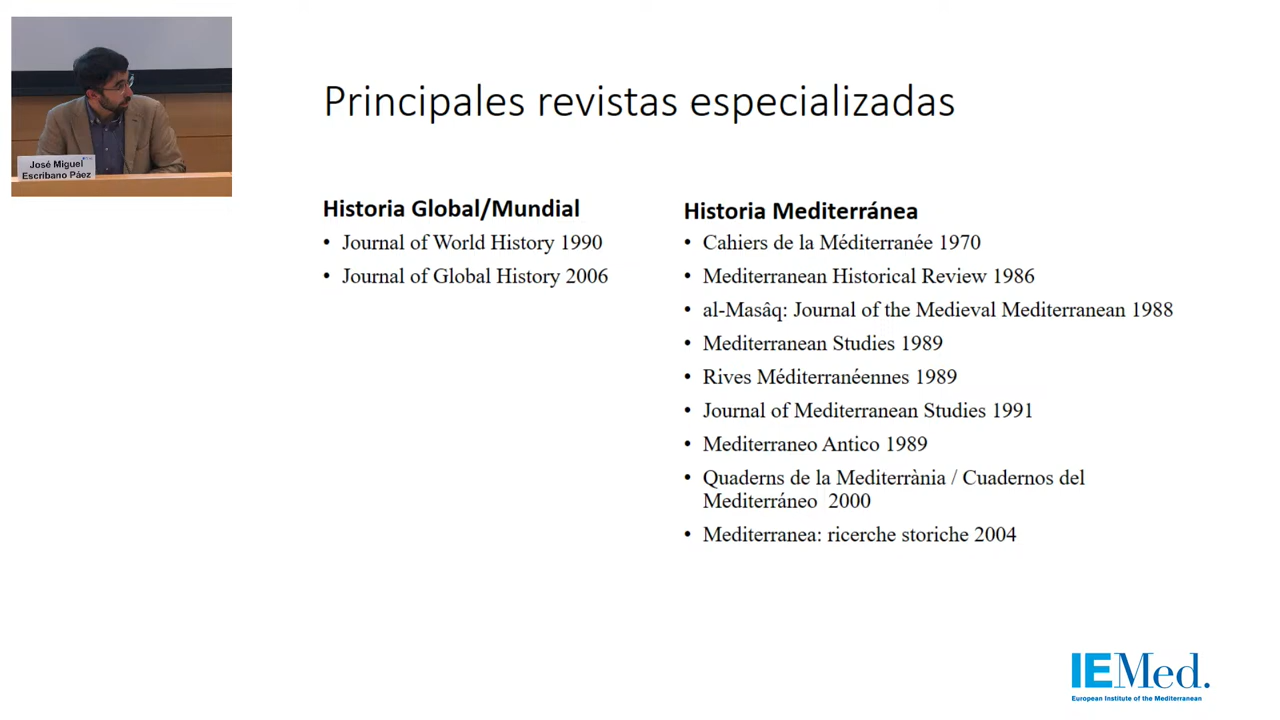 José Miguel
Escribano Páez
Principales revistas especializadas
Historia Global/Mundial
• Journal of World History 1990
• Journal of Global History 2006
Historia Mediterránea
• Cahiers de la Méditerranée 1970
• Mediterranean Historical Review 1986
• al-Masâq: Journal of the Medieval Mediterranean 1988
• Mediterranean Studies 1989
• Rives Méditerranéennes 1989
• Journal of Mediterranean Studies 1991
• Mediterraneo Antico 1989
• Quaderns de la Mediterrània / Cuadernos del
Mediterráneo 2000
• Mediterranea: ricerche storiche 2004
IEMed.
European Institute of the Mediterranean